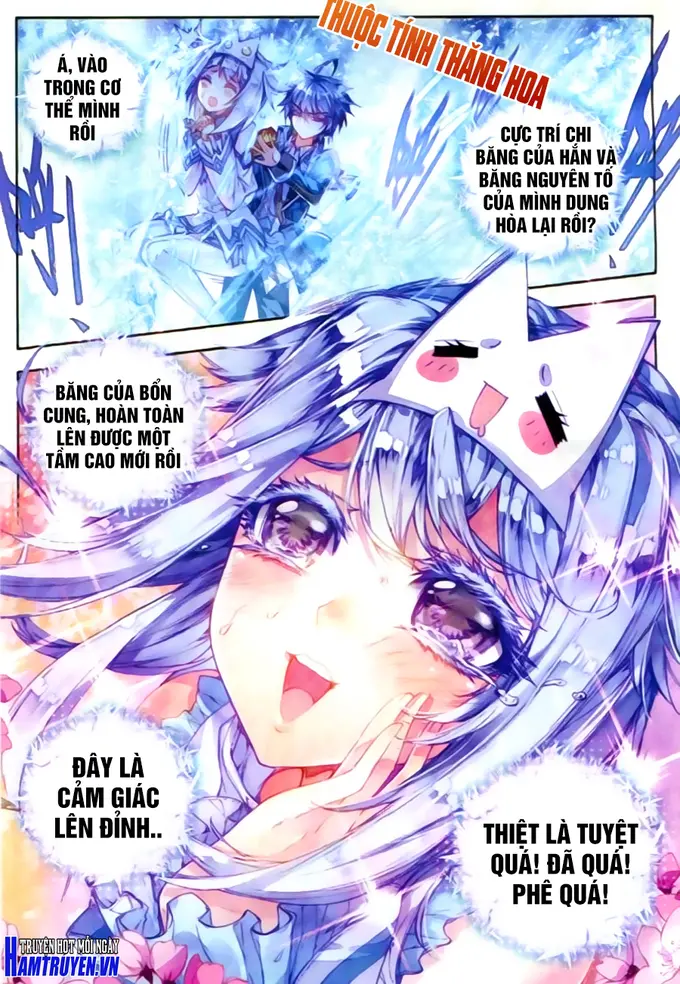 THUỘC TÍNH THĂNG HOA
Á, VÀO
TRONG CƠ
THỂ MÌNH
RỒI
CỰC TRÍ CHI
BĂNG CỦA HẮN VÀ
BĂNG NGUYÊN TỐ
CỦA MÌNH DUNG
HÒA LẠI RỒI?
BĂNG CỦA BỔN
CUNG, HOÀN TOÀN
LÊN ĐƯỢC MỘT
TẦM CAO MỚI RỒI
ĐÂY LÀ
CẢM GIÁC
LÊN ĐỈNH..
THIỆT LÀ TUYỆT
QUÁ! ĐÃ QUÁ!
PHÊ QUÁ!
TRUYỆN HOT MỖI NGÀY
HAMTRUYEN.VN